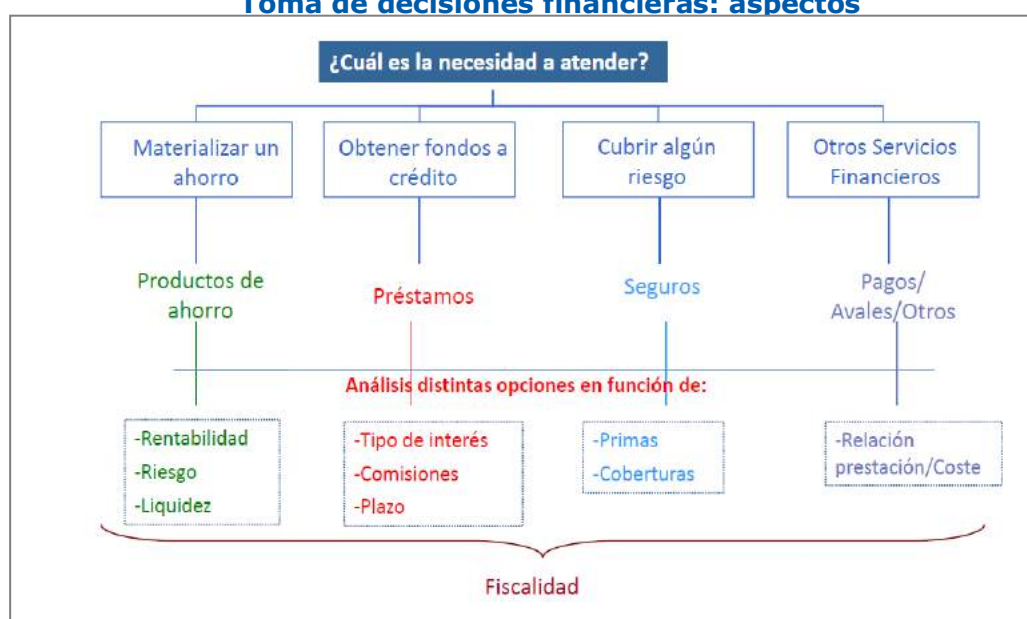 Toma de decisiones financieras: aspectos
¿Cuál es la necesidad a atender?
Materializar un
ahorro
Obtener fondos a
crédito
Cubrir algún
riesgo
Otros Servicios
Financieros
Productos de
ahorro
Préstamos
Seguros
Pagos/
Avales/Otros
Análisis distintas opciones en función de:
-Rentabilidad
-Riesgo
-Liquidez
-Tipo de interés
-Comisiones
-Plazo
-Primas
-Coberturas
-Relación
prestación/Coste
Fiscalidad